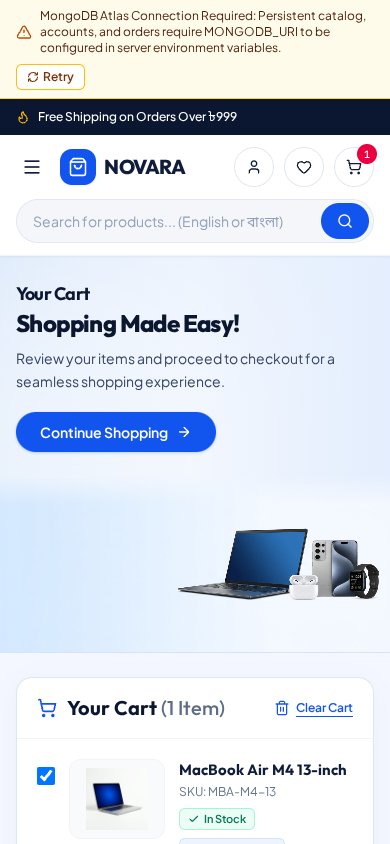 MongoDB Atlas Connection Required: Persistent catalog,
accounts, and orders require MONGODB_URI to be
configured in server environment variables.
Retry
Free Shipping on Orders Over ৳999
NOVARA
1
Search for products... (English or বাংলা)
Your Cart
Shopping Made Easy!
Review your items and proceed to checkout for a
seamless shopping experience.
Continue Shopping
Your Cart (1 Item)
Clear Cart
MacBook Air M4 13-inch
SKU: MBA-M4-13
In Stock